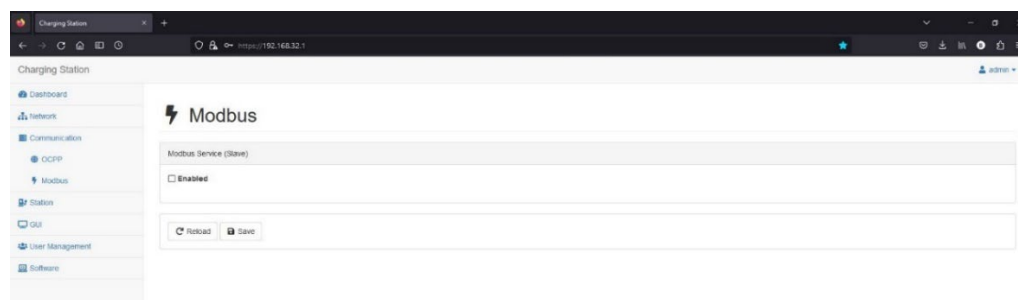 Charging Station
https://192.168.32.1
Charging Station
admin
Dashboard
Network
Communication
OCPP
Modbus
Station
GUI
User Management
Software
Modbus
Modbus Service (Slave)
Enabled
Reload
Save